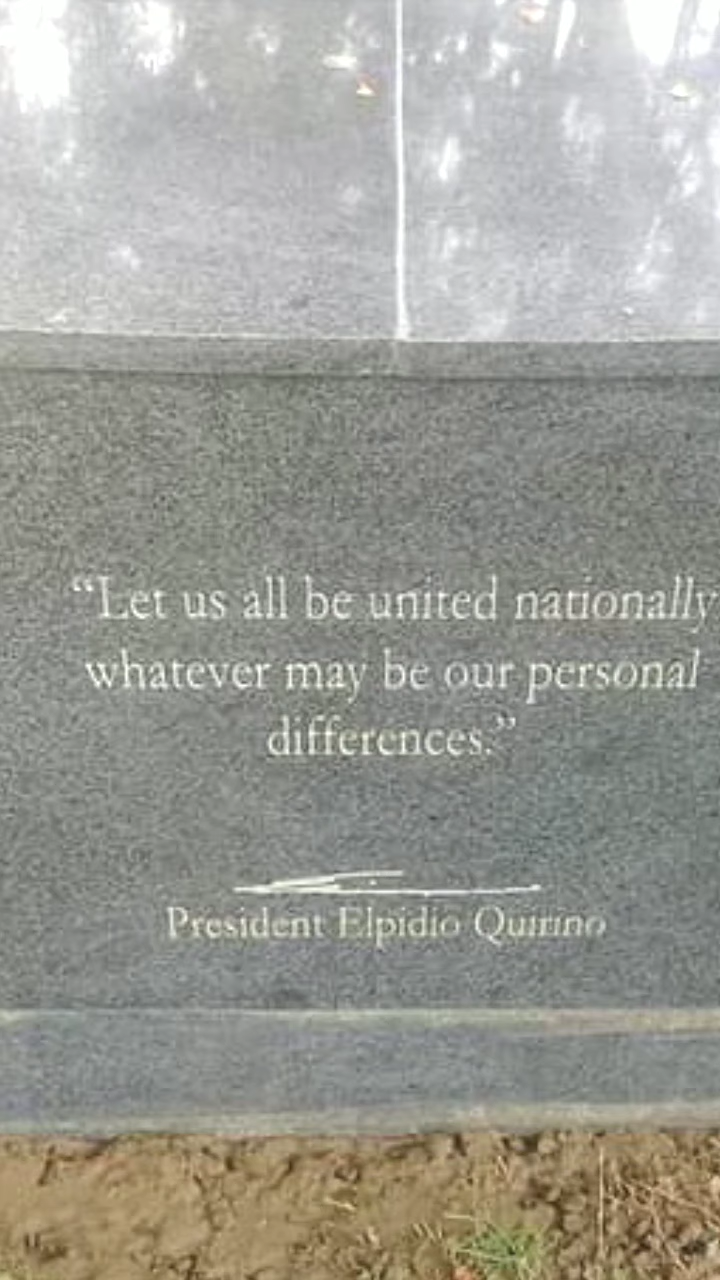 “Let us all be united nationally
whatever may be our personal
differences.”
President Elpidio Quirino